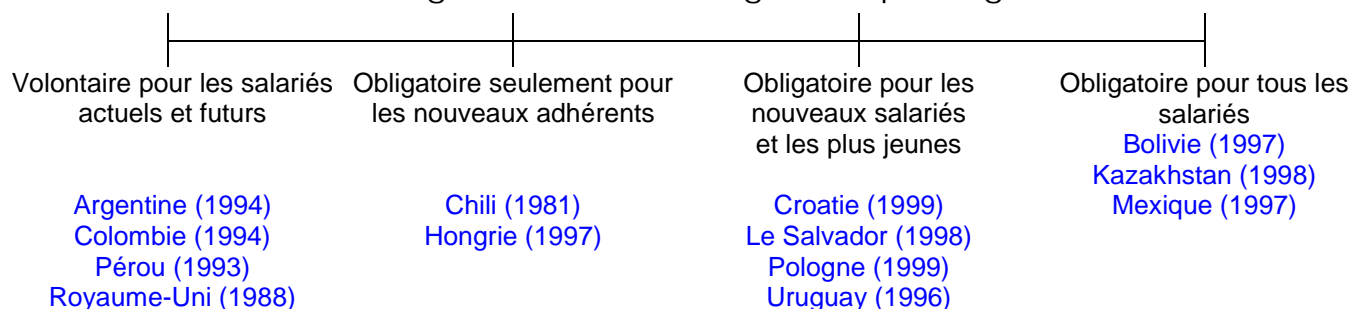 Volontaire pour les salariés
actuels et futurs
Argentine (1994)
Colombie (1994)
Pérou (1993)
Royaume-Uni (1988)
Obligatoire seulement pour
les nouveaux adhérents
Chili (1981)
Hongrie (1997)
Obligatoire pour les
nouveaux salariés
et les plus jeunes
Croatie (1999)
Le Salvador (1998)
Pologne (1999)
Uruguay (1996)
Obligatoire pour tous les
salariés
Bolivie (1997)
Kazakhstan (1998)
Mexique (1997)